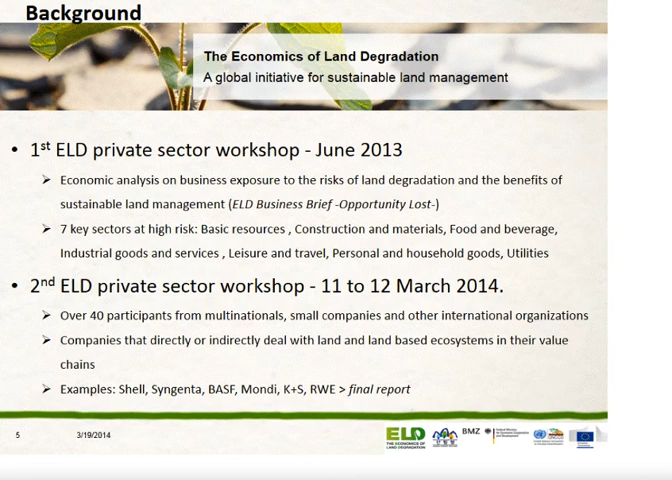 Background
The Economics of Land Degradation
A global initiative for sustainable land management
• 1st ELD private sector workshop - June 2013
➢ Economic analysis on business exposure to the risks of land degradation and the benefits of
sustainable land management (ELD Business Brief -Opportunity Lost-)
➢ 7 key sectors at high risk: Basic resources , Construction and materials, Food and beverage,
Industrial goods and services , Leisure and travel, Personal and household goods, Utilities
• 2nd ELD private sector workshop - 11 to 12 March 2014.
➢ Over 40 participants from multinationals, small companies and other international organizations
➢ Companies that directly or indirectly deal with land and land based ecosystems in their value
chains
➢ Examples: Shell, Syngenta, BASF, Mondi, K+S, RWE > final report
5
3/19/2014
ELD
THE ECONOMICS OF
LAND DEGRADATION
BMZ